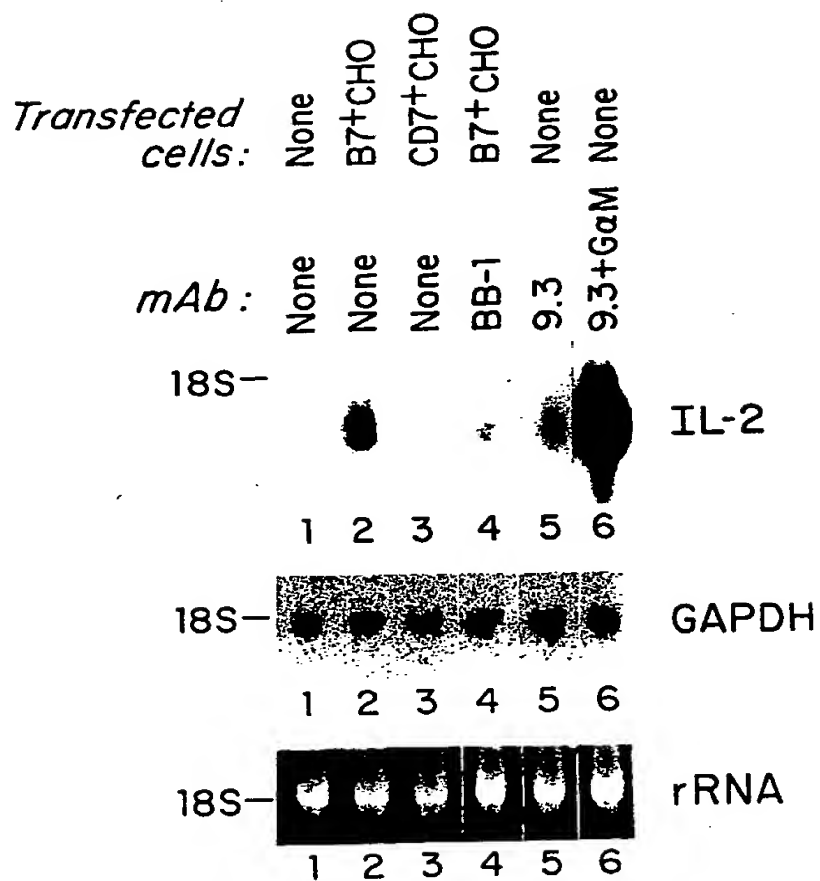 Transfected cells: None B7+CHO CD7+CHO B7+CHO None None
mAb: None None None BB-1 9.3 9.3+GαM
18S— IL-2
1 2 3 4 5 6
18S— GAPDH
1 2 3 4 5 6
18S— rRNA
1 2 3 4 5 6